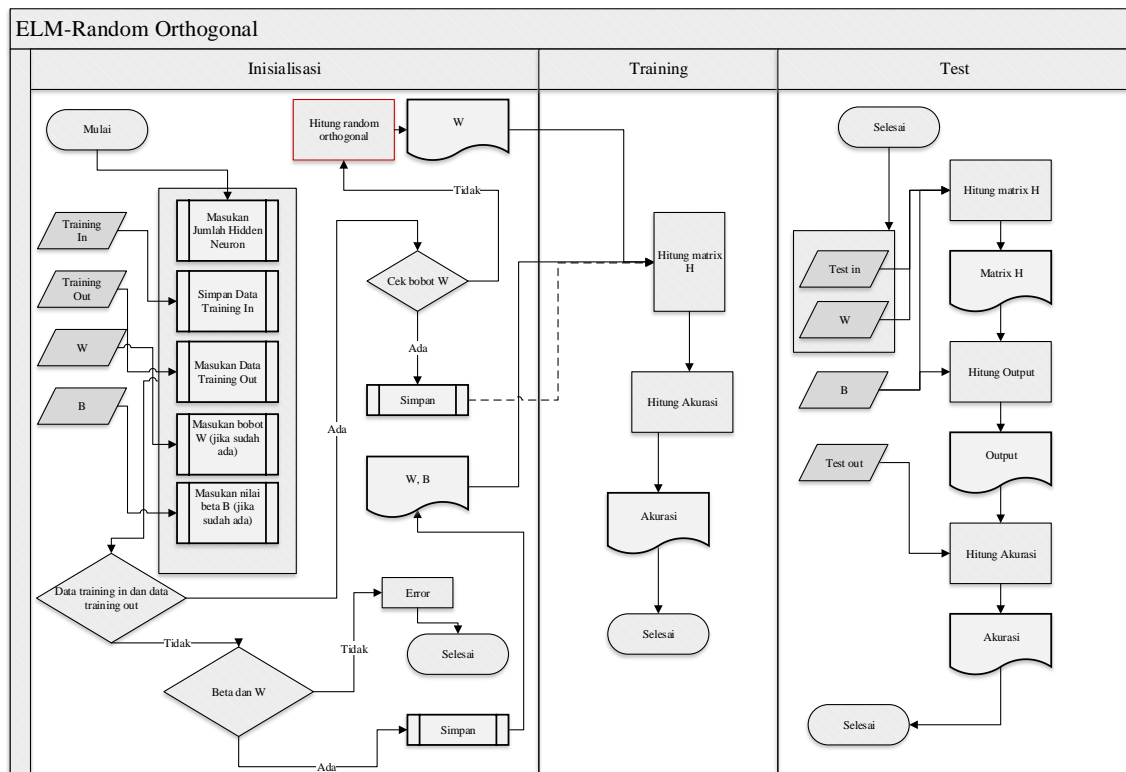 ELM-Random Orthogonal
Inisialisasi
Training
Test
Mulai
Hitung random
orthogonal
W
Tidak
Training
In
Masukan
Jumlah Hidden
Neuron
Training
Out
Simpan Data
Training In
Cek bobot W
W
Masukan Data
Training Out
Ada
Simpan
B
Masukan bobot
W (jika sudah
ada)
Ada
Masukan nilai
beta B (jika
sudah ada)
W, B
Data training in dan data
training out
Tidak
Error
Tidak
Selesai
Beta dan W
Simpan
Ada
Hitung matrix
H
Hitung Akurasi
Akurasi
Selesai
Selesai
Hitung matrix H
Test in
Matrix H
W
B
Hitung Output
Output
Test out
Hitung Akurasi
Akurasi
Selesai